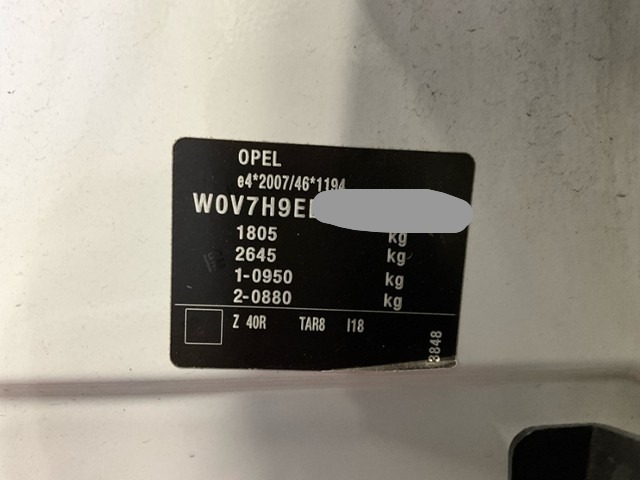 OPEL
e4*2007/46*1194
W0V7H9E
1805 kg
2645 kg
1-0950 kg
2-0880 kg
Z 40R TAR8 I18
3848